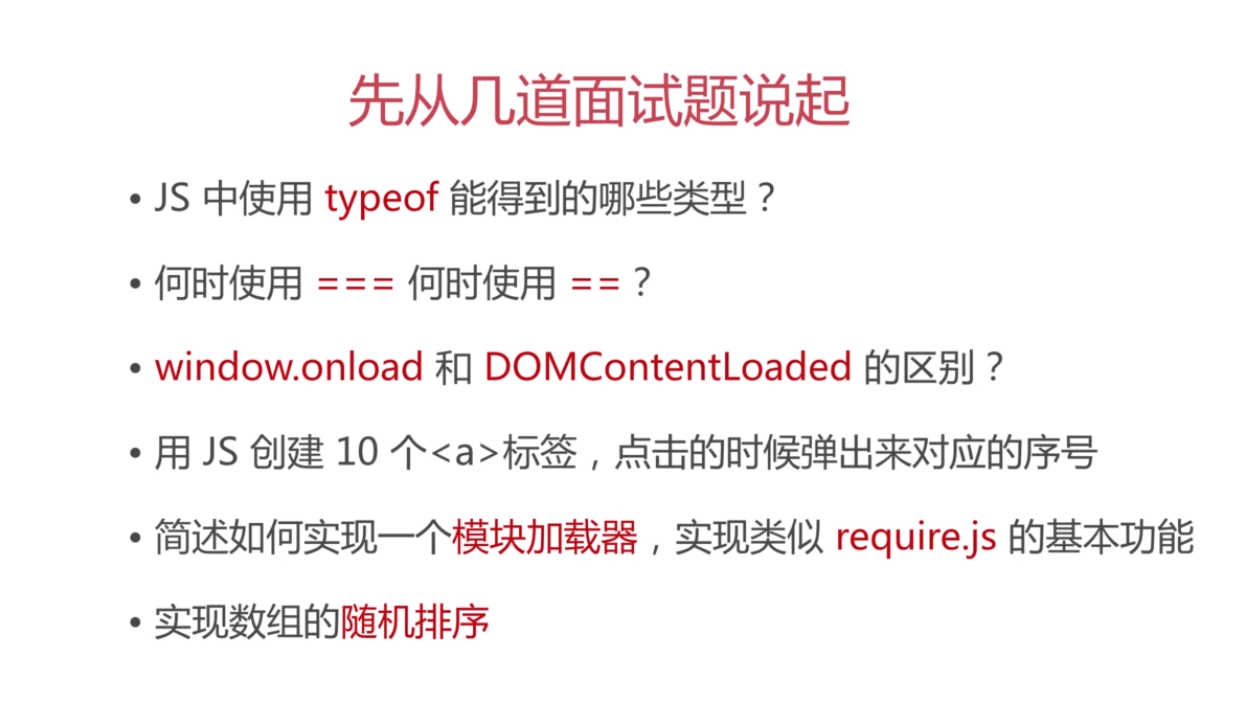 先从几道面试题说起
• JS 中使用 typeof 能得到的哪些类型？
• 何时使用 === 何时使用 ==？
• window.onload 和 DOMContentLoaded 的区别？
• 用 JS 创建 10 个<a>标签，点击的时候弹出来对应的序号
• 简述如何实现一个模块加载器，实现类似 require.js 的基本功能
• 实现数组的随机排序